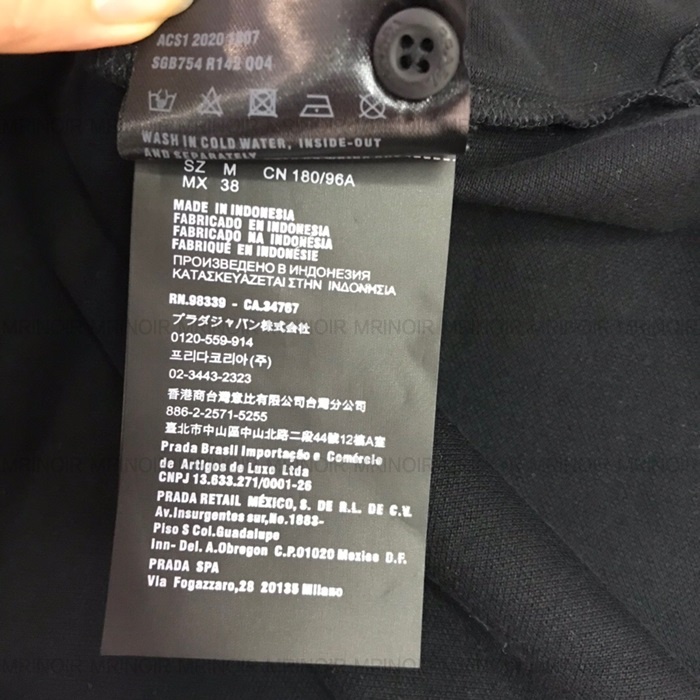 ACS1 2020 1807
SGB754 R142 004
WASH IN COLD WATER, INSIDE-OUT
AND SEPARATELY
SZ M CN 180/96A
MX 38
MADE IN INDONESIA
FABRICADO EN INDONESIA
FABRICADO NA INDONÉSIA
FABRIQUÉ EN INDONÉSIE
ПРОИЗВЕДЕНО В ИНДОНЕЗИЯ
ΚΑΤΑΣΚΕΥΑΖΕΤΑΙ ΣΤΗΝ ΙΝΔΟΝΗΣΙΑ
RN.98339 - CA.34767
プラダジャパン株式会社
0120-559-914
프리다코리아(주)
02-3443-2323
香港商台灣意比有限公司台灣分公司
886-2-2571-5255
臺北市中山區中山北路二段44號12樓A室
Prada Brasil Importação e Comércie
de Artigos de Luxo Ltda
CNPJ 13.633.271/0001-26
PRADA RETAIL MÉXICO, S. DE R.L. DE C.V.
Av.Insurgentes sur,No.1883-
Piso S Col.Guadalupe
Inn- Del. A.Obregon C.P.01020 Mexico D.F.
PRADA SPA
Via Fogazzaro,28 20135 Milano
MRINOIR